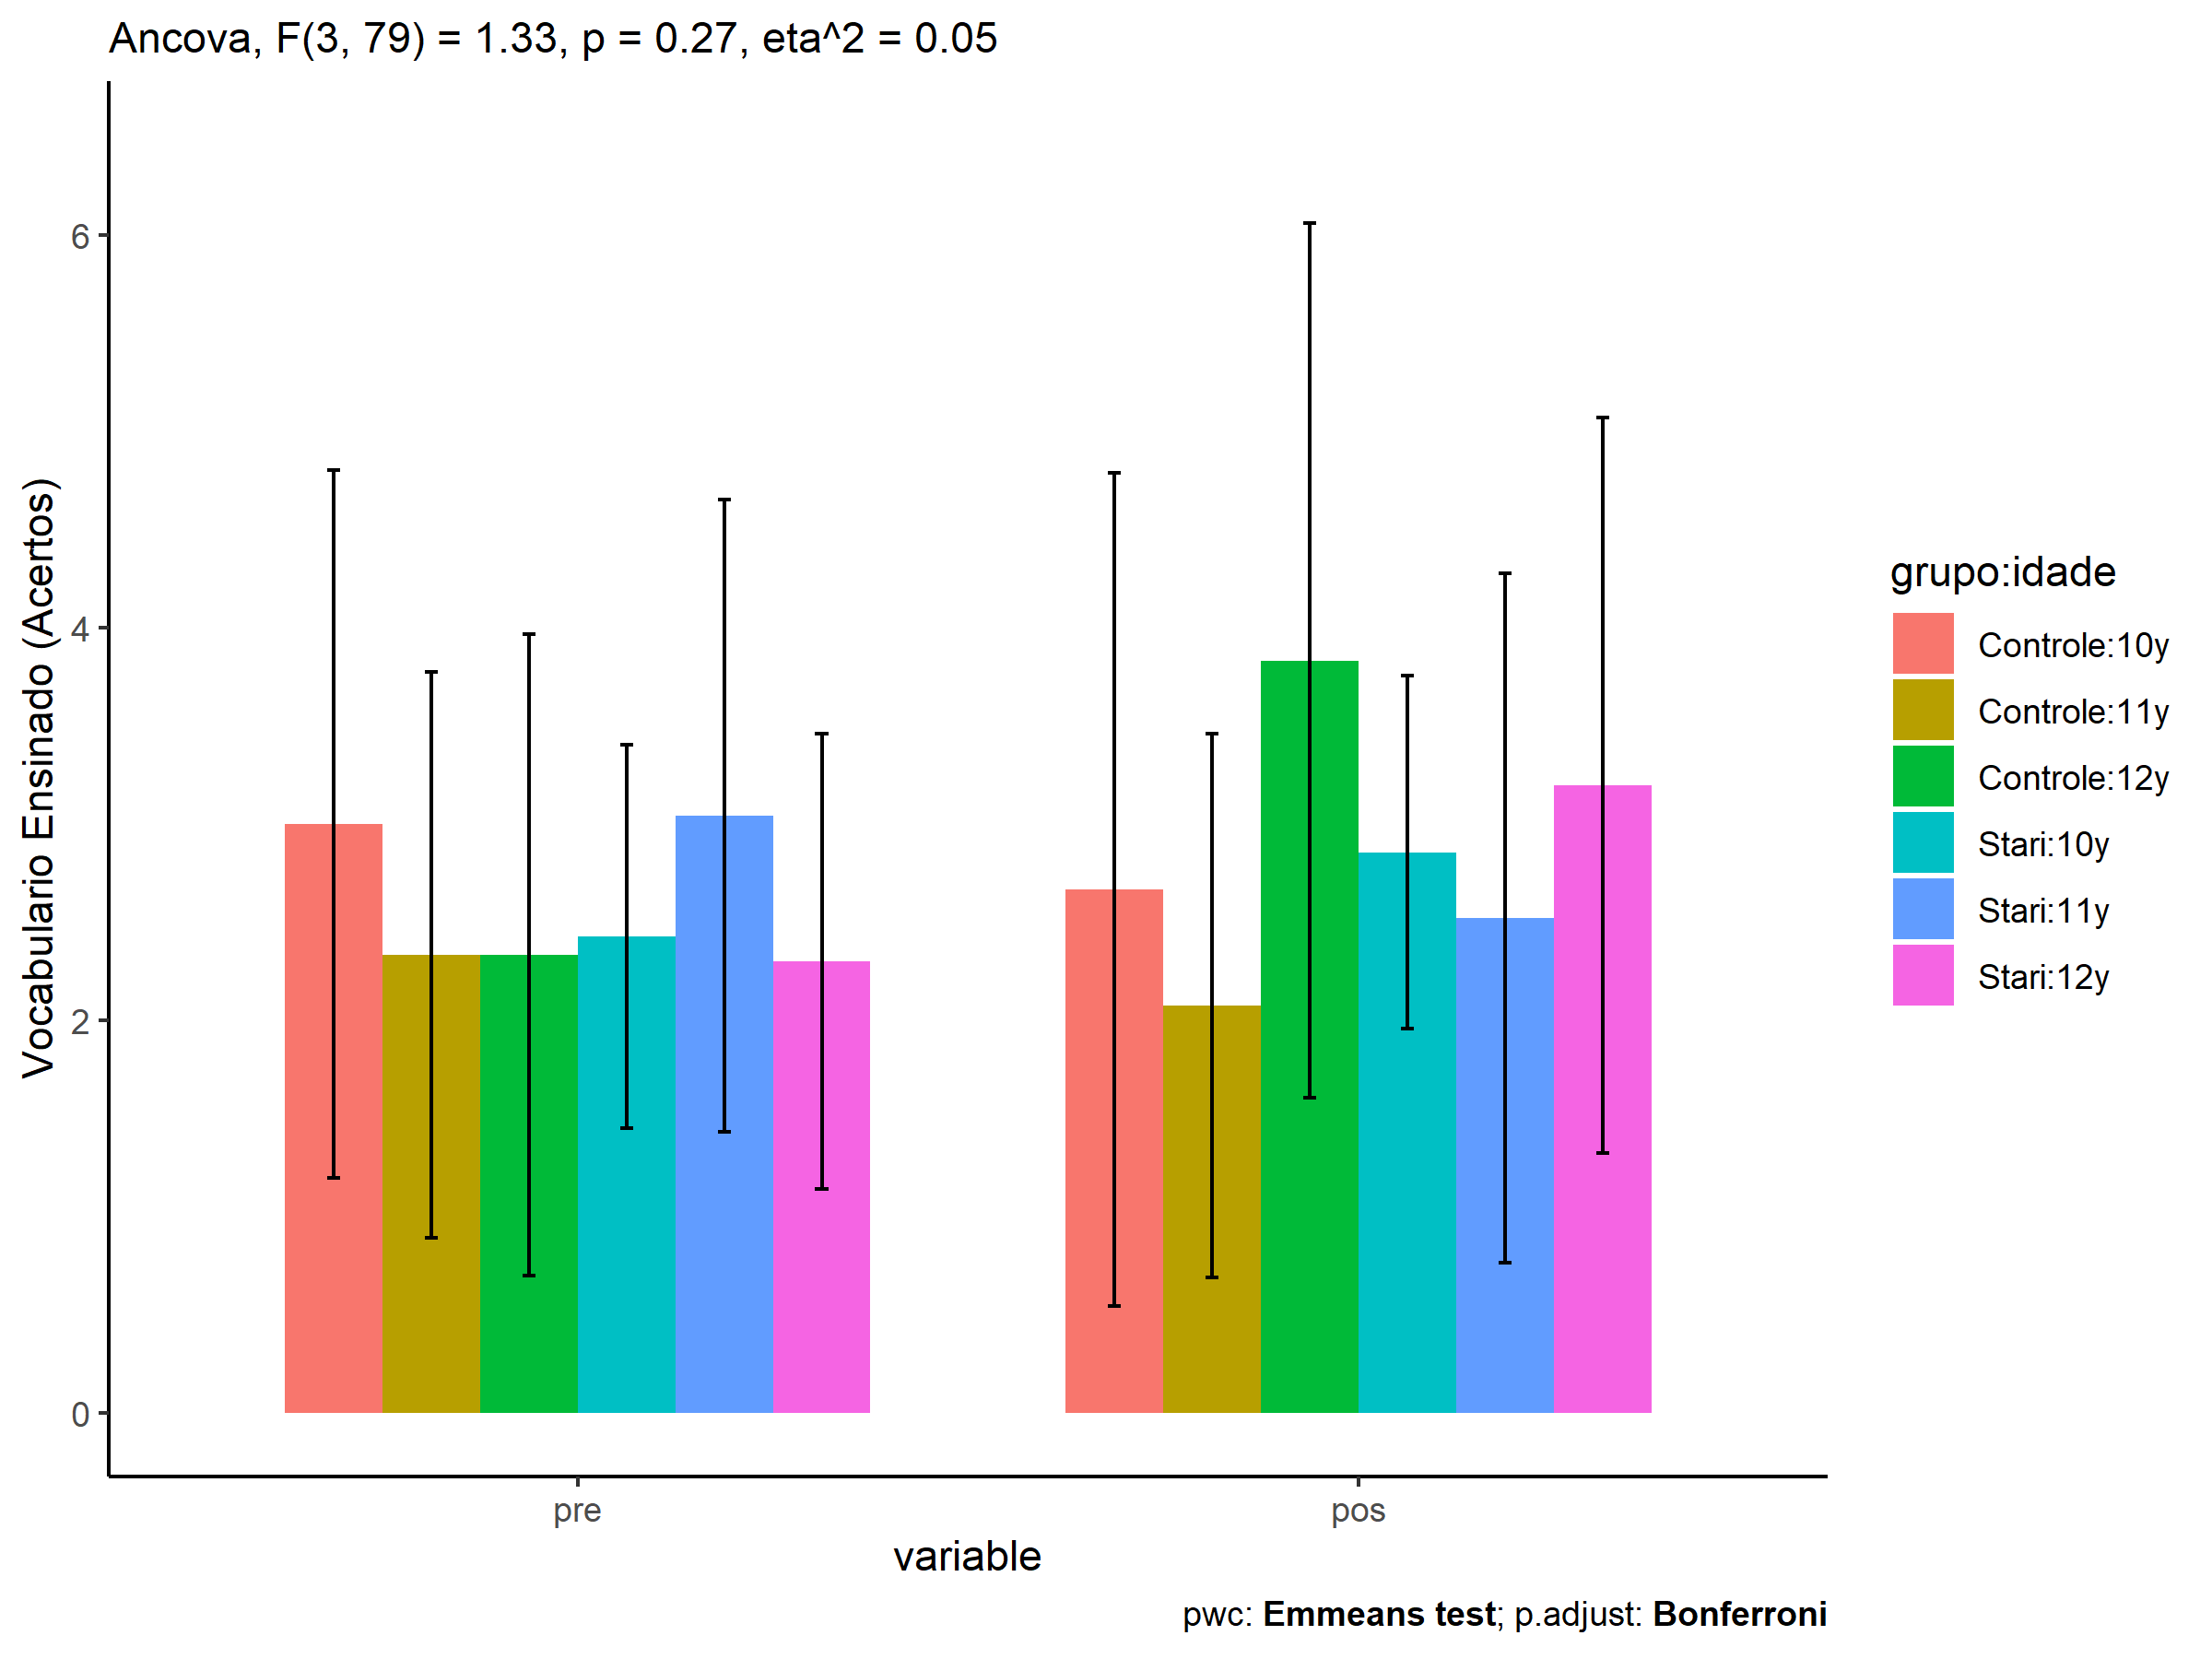 Ancova, F(3, 79) = 1.33, p = 0.27, eta^2 = 0.05
Vocabulario Ensinado (Acertos)
6
4
2
0
pre
pos
variable
grupo:idade
Controle:10y
Controle:11y
Controle:12y
Stari:10y
Stari:11y
Stari:12y
pwc: Emmeans test; p.adjust: Bonferroni